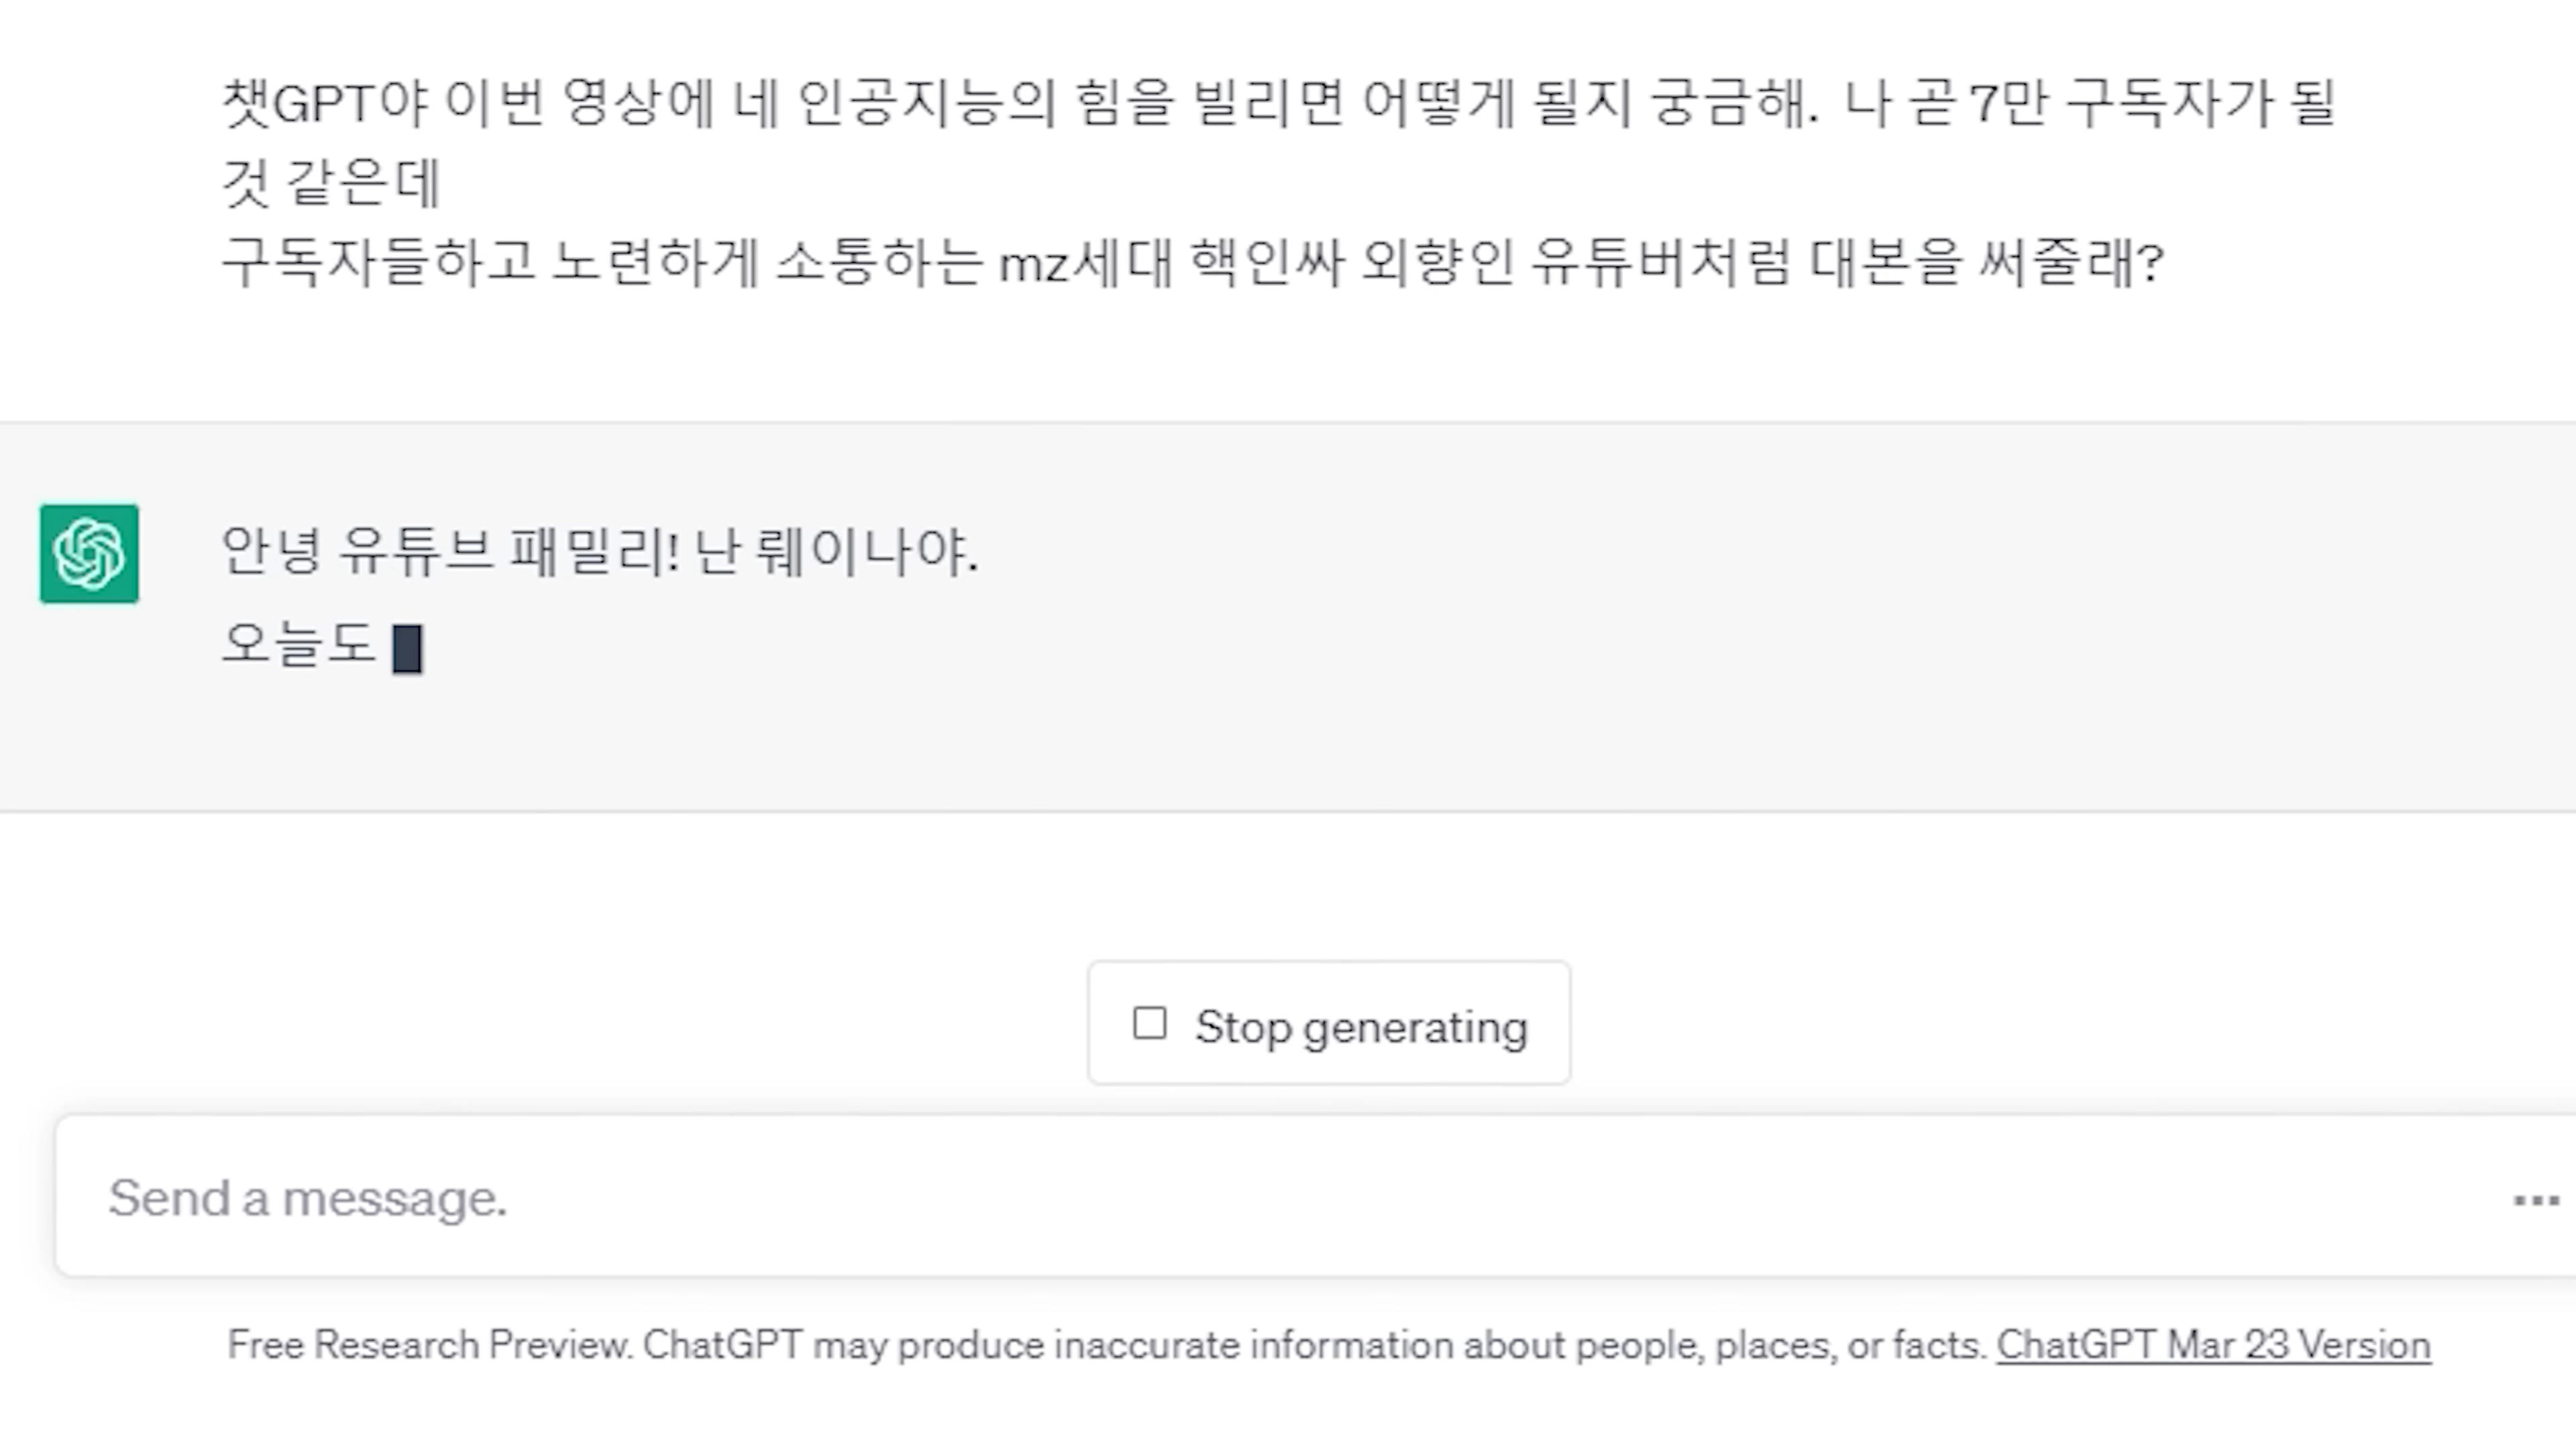 챗GPT야 이번 영상에 네 인공지능의 힘을 빌리면 어떻게 될지 궁금해. 나 곧 7만 구독자가 될
것 같은데
구독자들하고 노련하게 소통하는 mz세대 핵인싸 외향인 유튜버처럼 대본을 써줄래?
안녕 유튜브 패밀리! 난 뤠이나야.
오늘도
Stop generating
Send a message.
Free Research Preview. ChatGPT may produce inaccurate information about people, places, or facts. ChatGPT Mar 23 Version